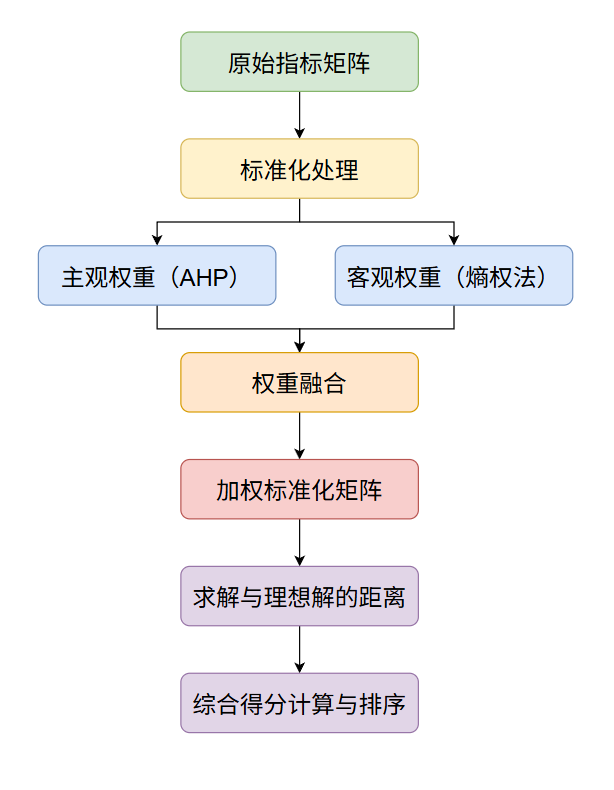 原始指标矩阵
标准化处理
主观权重（AHP）
客观权重（熵权法）
权重融合
加权标准化矩阵
求解与理想解的距离
综合得分计算与排序